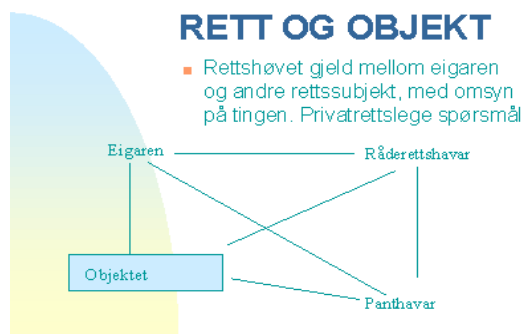 RETT OG OBJEKT
Rettshøvet gjeld mellom eigaren
og andre rettssubjekt, med omsyn
på tingen. Privatrettslege spørsmål
Eigaren
Råderettshavar
Objektet
Panthavar